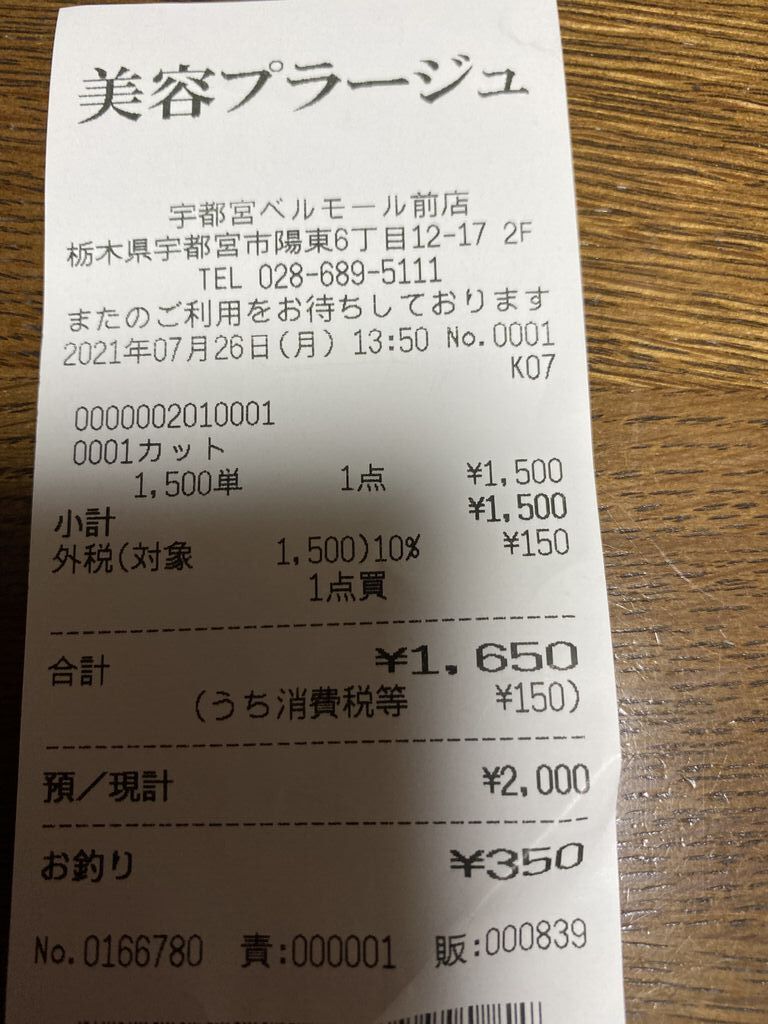 美容プラージュ
宇都宮ベルモール前店
栃木県宇都宮市陽東6丁目12-17 2F
TEL 028-689-5111
またのご利用をお待ちしております
2021年07月26日(月) 13:50 No.0001
K07
0000002010001
0001カット
1,500単 1点 ¥1,500
小計 ¥1,500
外税(対象 1,500)10% ¥150
1点買
合計 ¥1,650
(うち消費税等 ¥150)
預/現計 ¥2,000
お釣り ¥350
No.0166780 責:000001 販:000839